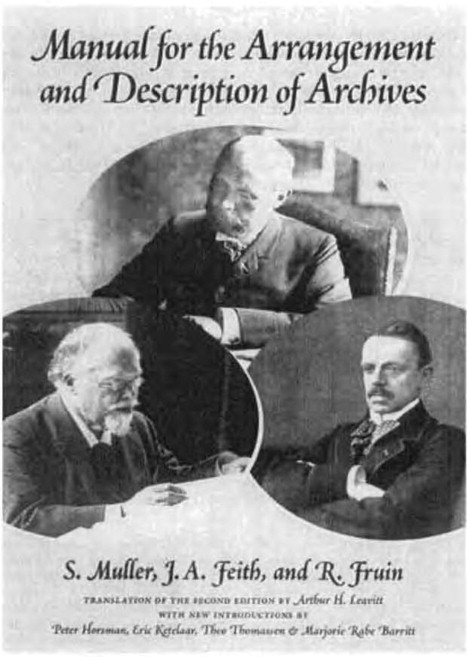 Manual for the Arrangement
and Description of Archives
S. Muller, J. A. Feith, and R. Fruin
TRANSLATION OF THE SECOND EDITION BY Arthur H. Leavitt
WITH NEW INTRODUCTIONS BY
Peter Horsman, Eric Ketelaar, Theo Thomassen & Marjorie Rabe Barritt